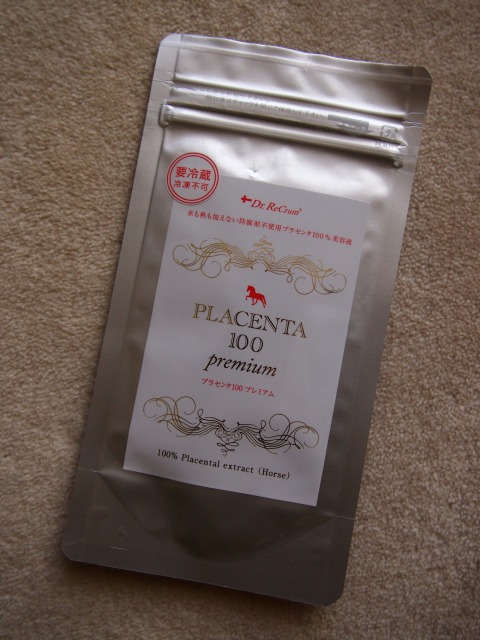 要冷蔵
冷凍不可
Dr. ReCrum®
水も熱も加えない防腐剤不使用プラセンタ100%美容液
PLACENTA
100
premium
プラセンタ100 プレミアム
100% Placental extract (Horse)